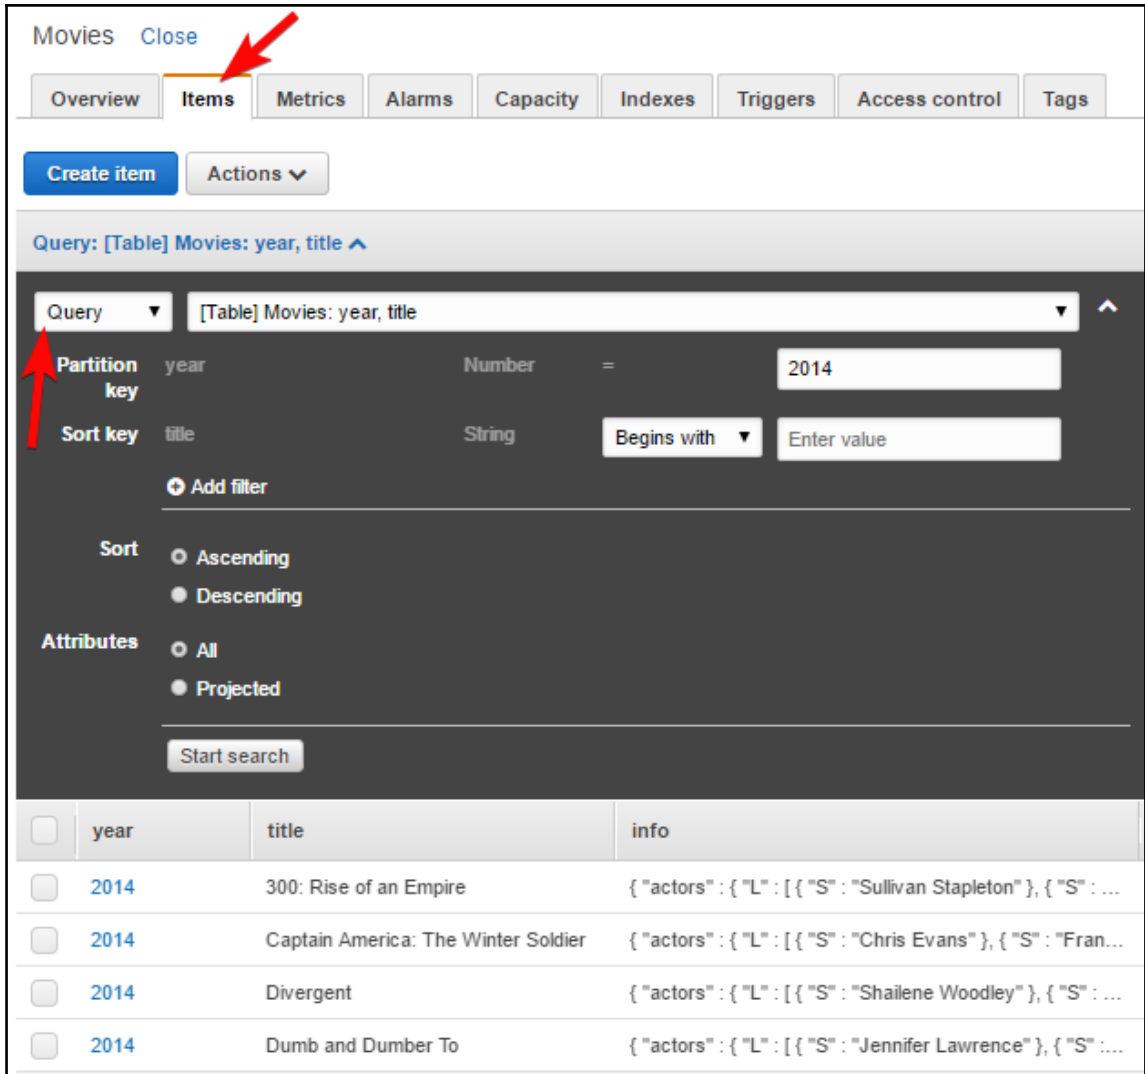 Movies Close
Overview Items Metrics Alarms Capacity Indexes Triggers Access control Tags
Create item Actions
Query: [Table] Movies: year, title
Query [Table] Movies: year, title
Partition key year Number = 2014
Sort key title String Begins with Enter value
Add filter
Sort Ascending
Descending
Attributes All
Projected
Start search
year title info
2014 300: Rise of an Empire { "actors" : { "L" : [ { "S" : "Sullivan Stapleton" }, { "S" : ...
2014 Captain America: The Winter Soldier { "actors" : { "L" : [ { "S" : "Chris Evans" }, { "S" : "Fran...
2014 Divergent { "actors" : { "L" : [ { "S" : "Shailene Woodley" }, { "S" : ...
2014 Dumb and Dumber To { "actors" : { "L" : [ { "S" : "Jennifer Lawrence" }, { "S" :...